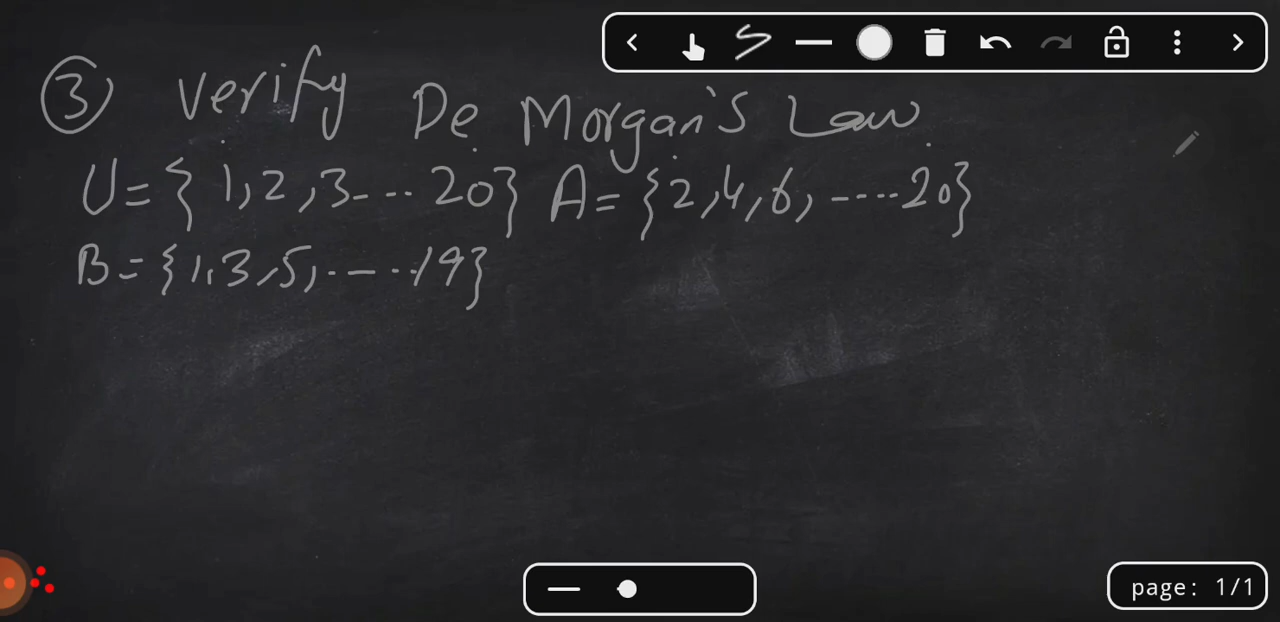 ③ Verify De Morgan's Law
U={1,2,3---20} A={2,4,6,----20}
B={1,3,5,----19}
page: 1/1